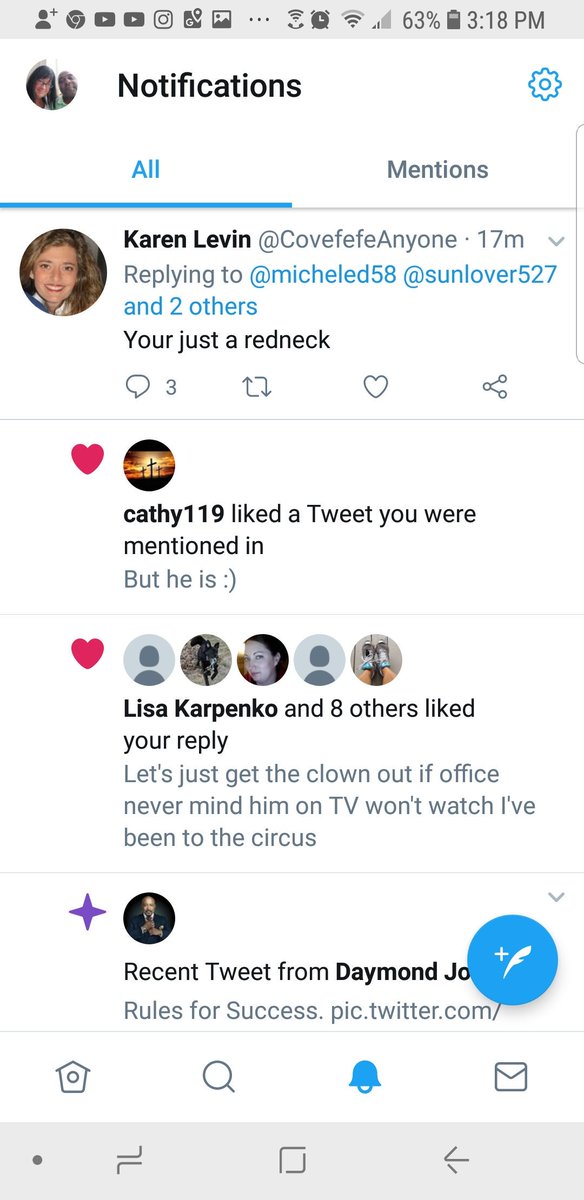 63% 3:18 PM
Notifications
All Mentions
Karen Levin @CovefefeAnyone · 17m
Replying to @micheled58 @sunlover527
and 2 others
Your just a redneck
3
cathy119 liked a Tweet you were
mentioned in
But he is :)
Lisa Karpenko and 8 others liked
your reply
Let's just get the clown out if office
never mind him on TV won't watch I've
been to the circus
Recent Tweet from Daymond Jo
Rules for Success. pic.twitter.com/